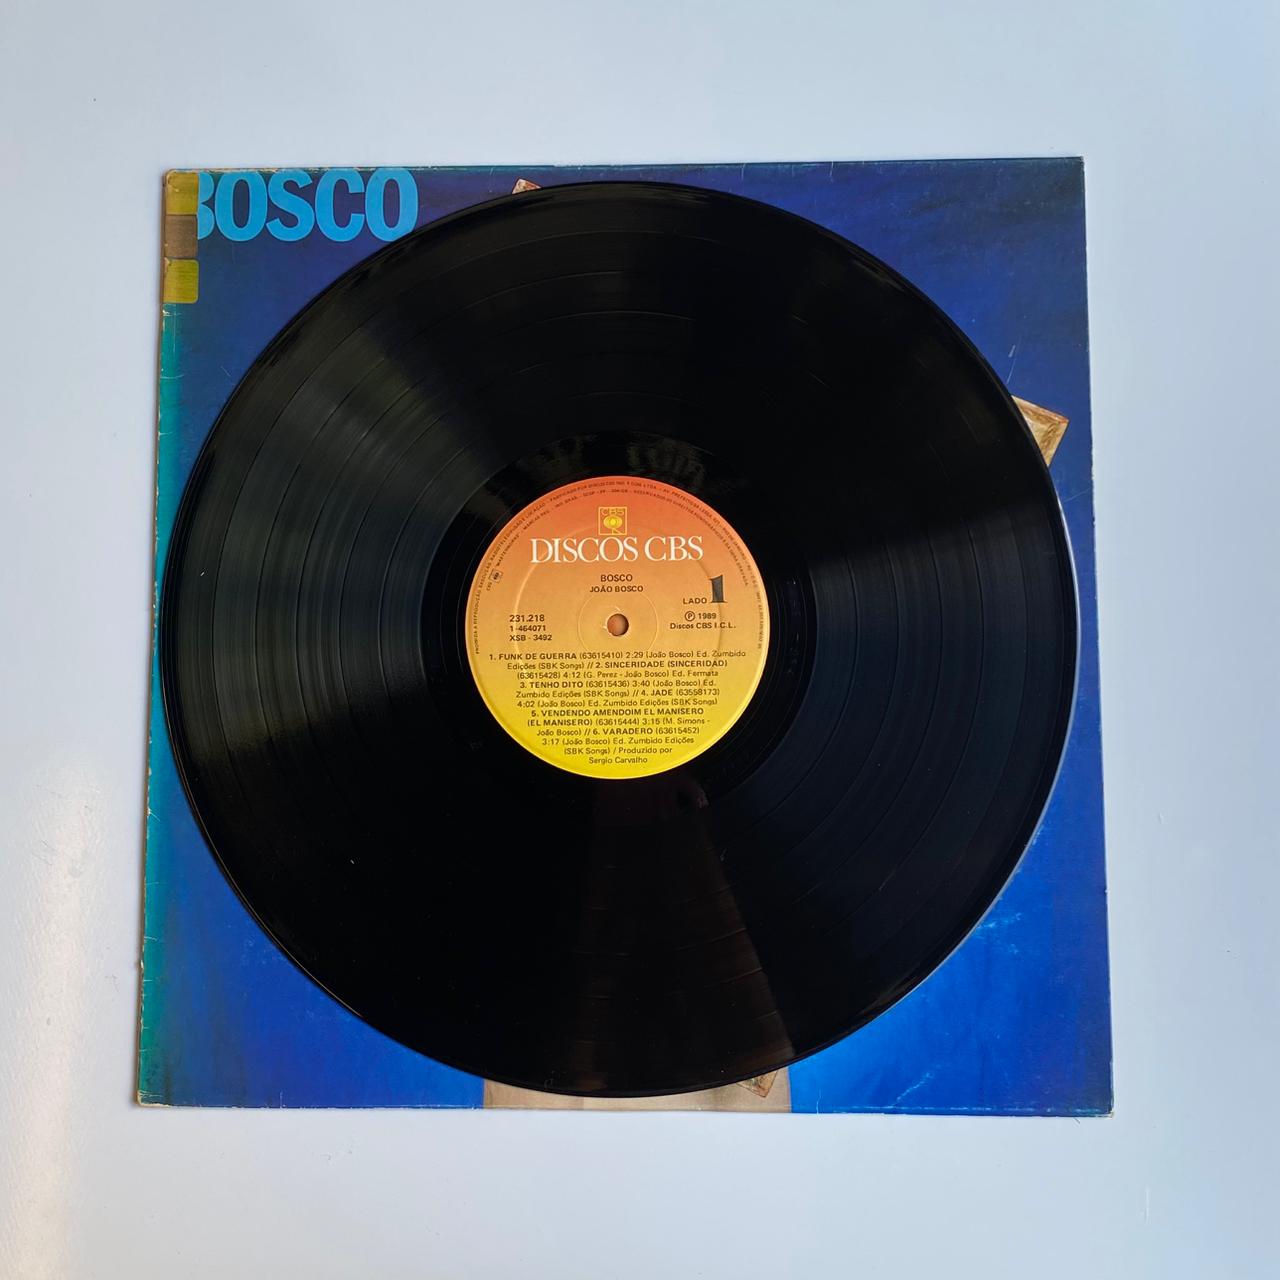 BOSCO
CBS
DISCOS CBS
BOSCO
JOÃO BOSCO
LADO 1
231.218
1-464071
XSB - 3492
Ⓟ 1989
Discos CBS I.C.L.
1. FUNK DE GUERRA (63615410) 2:29 (João Bosco) Ed. Zumbido
Edições (SBK Songs) // 2. SINCERIDADE (SINCERIDAD)
(63615428) 4:12 (G. Perez - João Bosco) Ed. Fermata
3. TENHO DITO (63615436) 3:40 (João Bosco) Ed.
Zumbido Edições (SBK Songs) // 4. JADE (63558173)
4:02 (João Bosco) Ed. Zumbido Edições (SBK Songs)
5. VENDENDO AMENDOIM EL MANISERO
(EL MANISERO) (63615444) 3:15 (M. Simons -
João Bosco) // 6. VARADERO (63615452)
3:17 (João Bosco) Ed. Zumbido Edições
(SBK Songs) / Produzido por
Sergio Carvalho